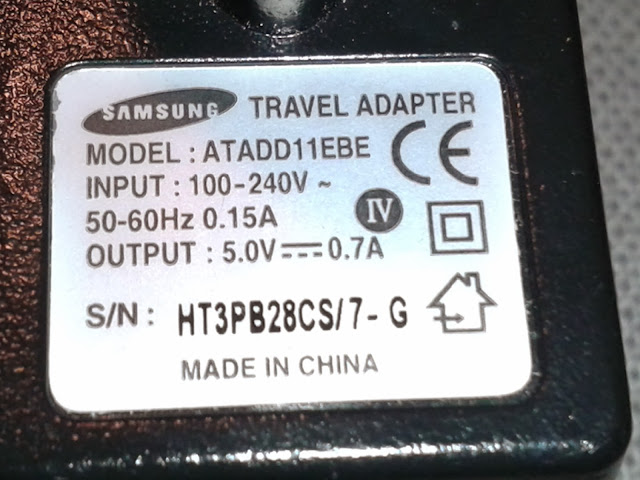 SAMSUNG TRAVEL ADAPTER
MODEL : ATADD11EBE CE
INPUT : 100-240V ~
50-60Hz 0.15A IV
OUTPUT : 5.0V⎓0.7A
S/N : HT3PB28CS/7-G
MADE IN CHINA